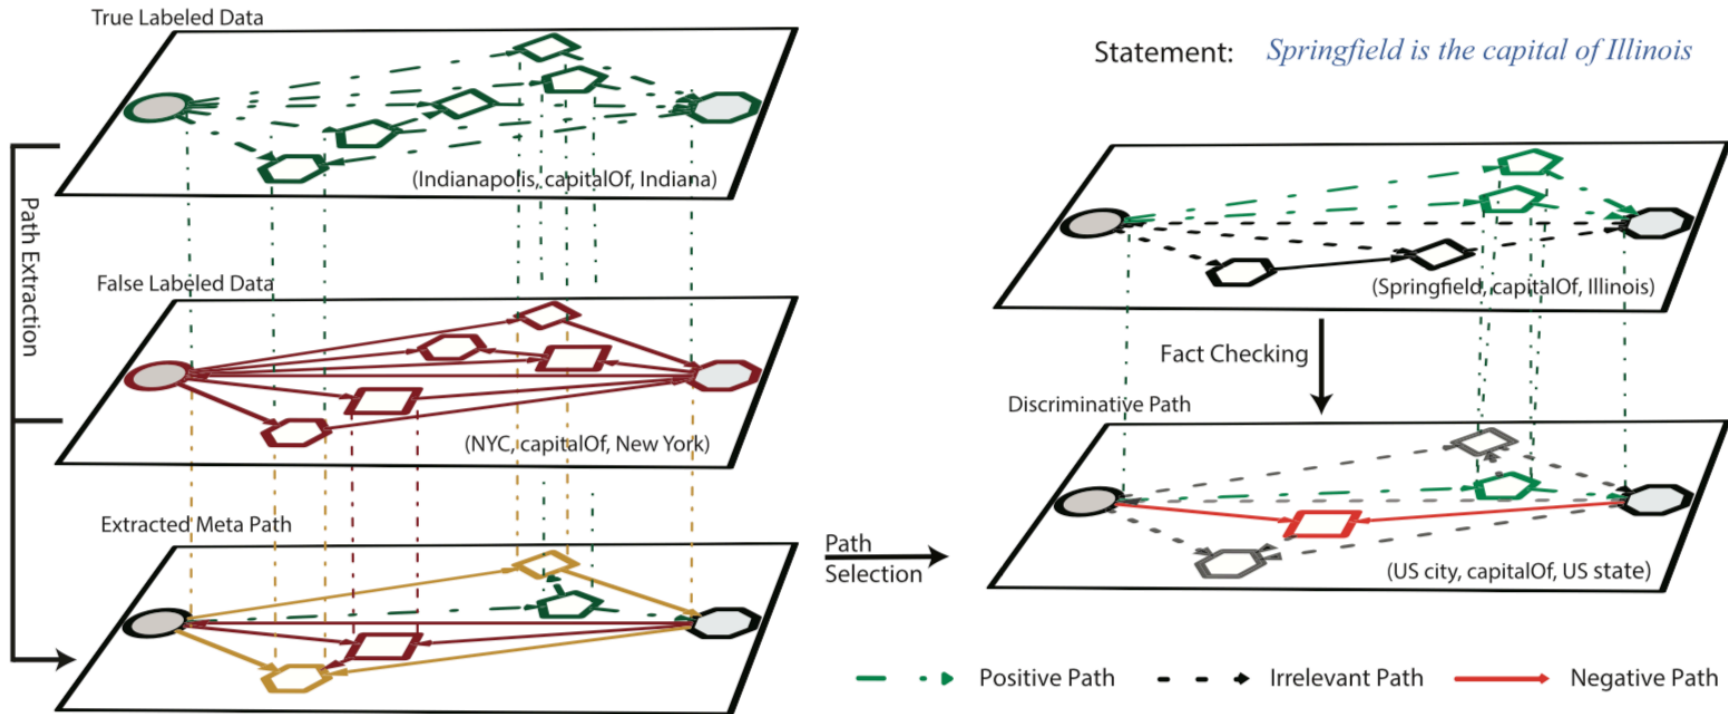 True Labeled Data
Statement: Springfield is the capital of Illinois
(Indianapolis, capitalOf, Indiana)
Path Extraction
False Labeled Data
(Springfield, capitalOf, Illinois)
Fact Checking
Discriminative Path
(NYC, capitalOf, New York)
Extracted Meta Path
Path
Selection
(US city, capitalOf, US state)
Positive Path
Irrelevant Path
Negative Path